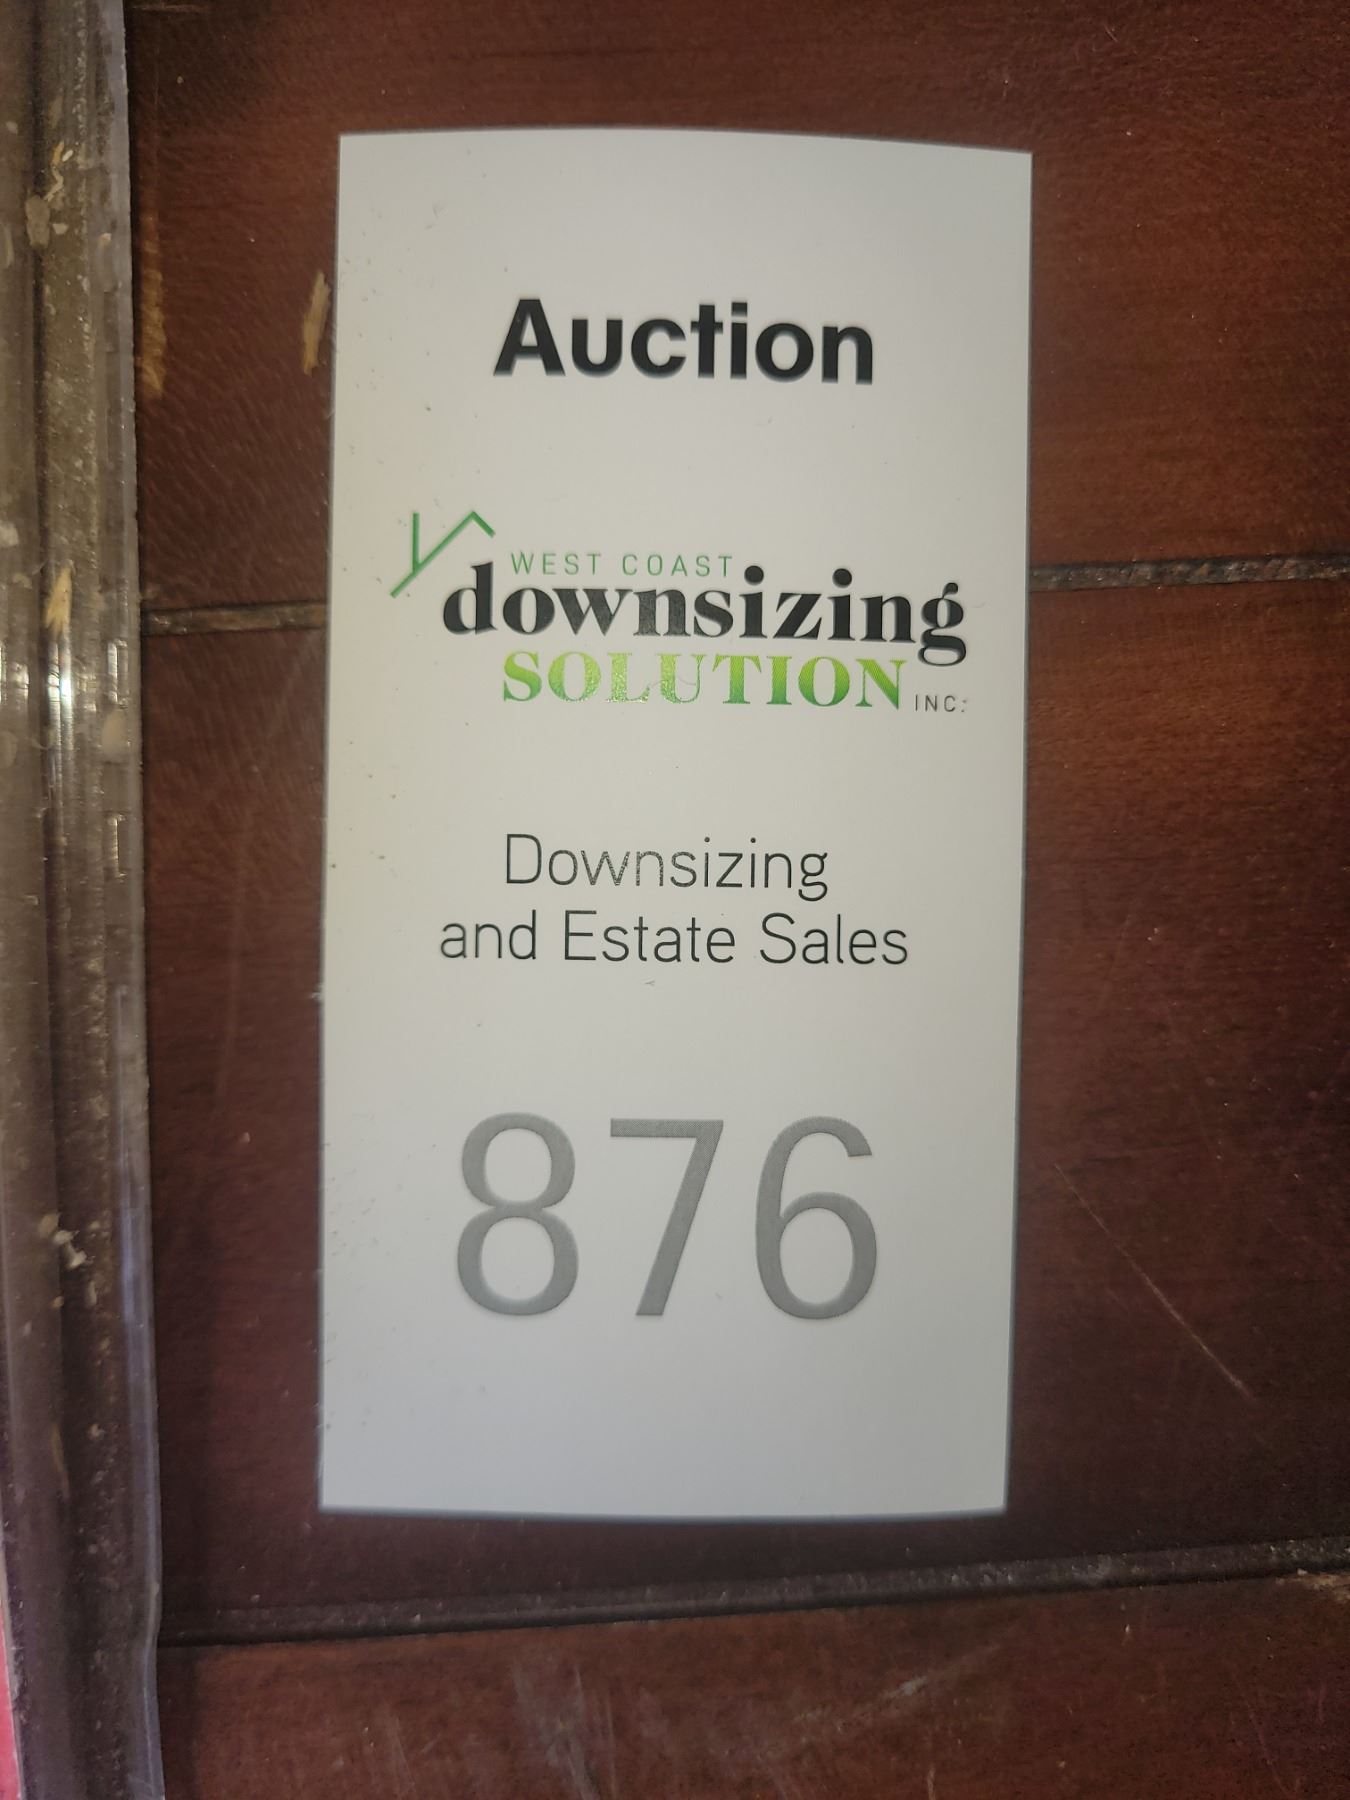 Auction
WEST COAST
downsizing
SOLUTION INC.
Downsizing
and Estate Sales
876